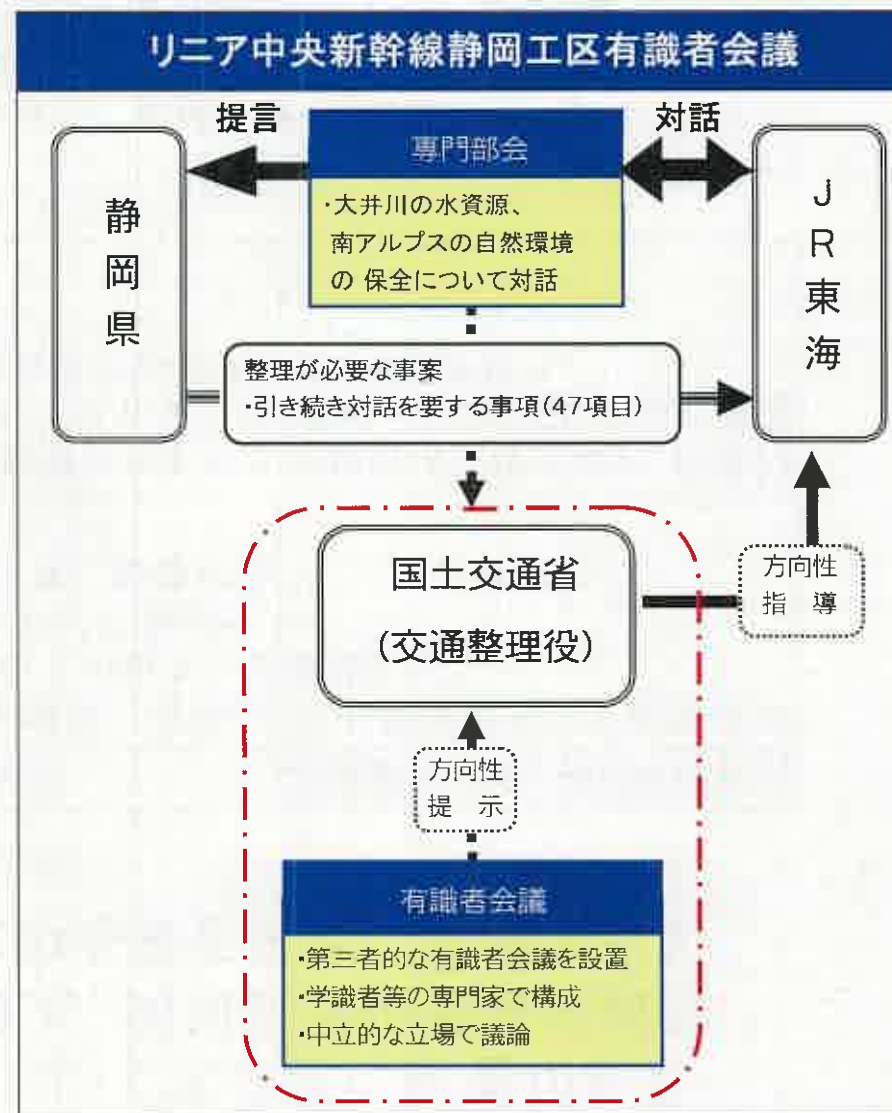 リニア中央新幹線静岡工区有識者会議
提言
対話
静岡県
専門部会
・大井川の水資源、
南アルプスの自然環境
の 保全について対話
JR東海
整理が必要な事案
・引き続き対話を要する事項(47項目)
国土交通省
(交通整理役)
方向性
指 導
方向性
提 示
有識者会議
・第三者的な有識者会議を設置
・学識者等の専門家で構成
・中立的な立場で議論